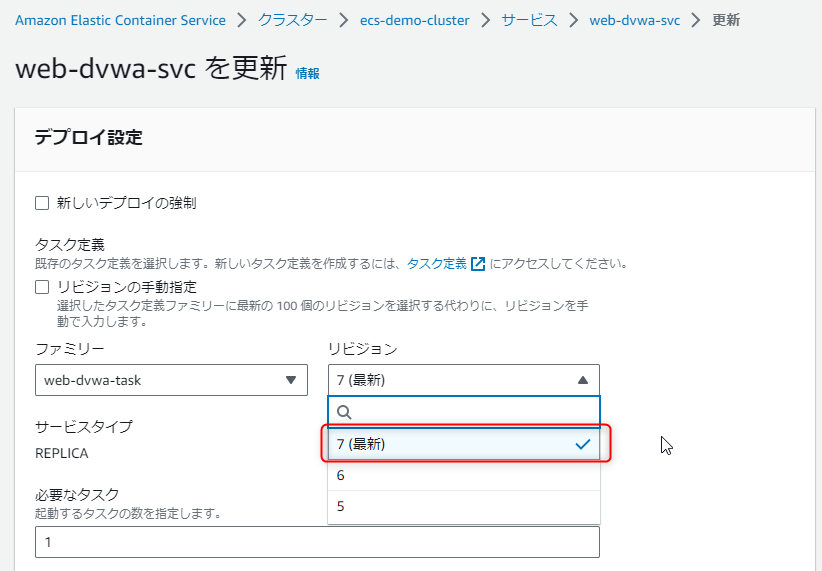 Amazon Elastic Container Service > クラスター > ecs-demo-cluster > サービス > web-dvwa-svc > 更新
web-dvwa-svc を更新 情報
デプロイ設定
新しいデプロイの強制
タスク定義
既存のタスク定義を選択します。新しいタスク定義を作成するには、タスク定義 にアクセスしてください。
リビジョンの手動指定
選択したタスク定義ファミリーに最新の 100 個のリビジョンを選択する代わりに、リビジョンを手
動で入力します。
ファミリー
リビジョン
web-dvwa-task
7 (最新)
7 (最新)
6
5
サービスタイプ
REPLICA
必要なタスク
起動するタスクの数を指定します。
1